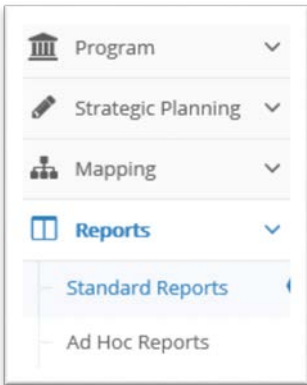 Program
Strategic Planning
Mapping
Reports
Standard Reports
Ad Hoc Reports